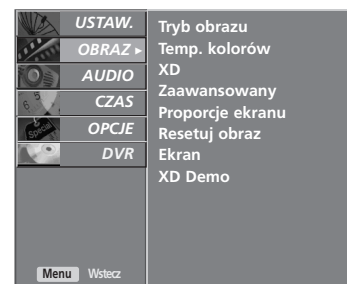 USTAW.
OBRAZ ►
AUDIO
CZAS
OPCJE
DVR
Tryb obrazu
Temp. kolorów
XD
Zaawansowany
Proporcje ekranu
Resetuj obraz
Ekran
XD Demo
Menu Wstecz